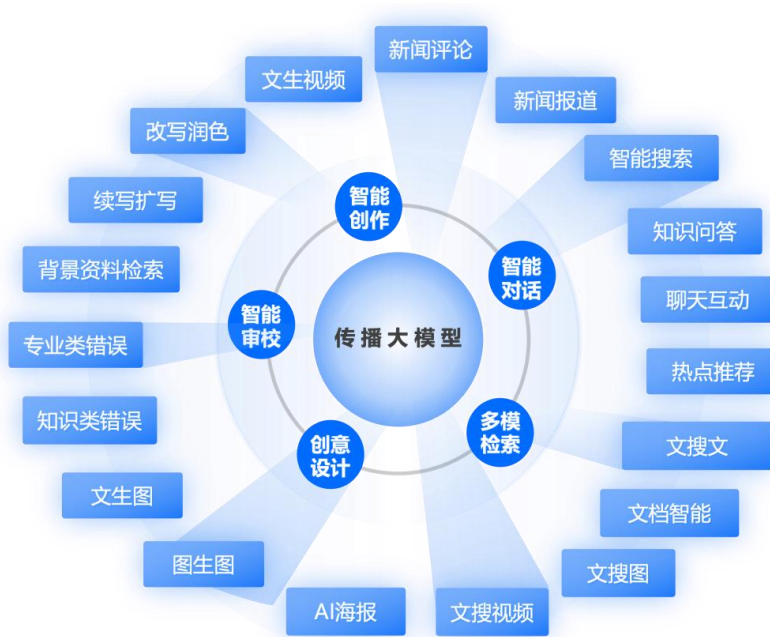 新闻评论
文生视频
新闻报道
改写润色
智能搜索
续写扩写
智能
创作
知识问答
背景资料检索
智能
对话
聊天互动
智能
审校
传播大模型
专业类错误
热点推荐
知识类错误
多模
检索
文搜文
创意
设计
文生图
文档智能
图生图
文搜图
AI海报
文搜视频